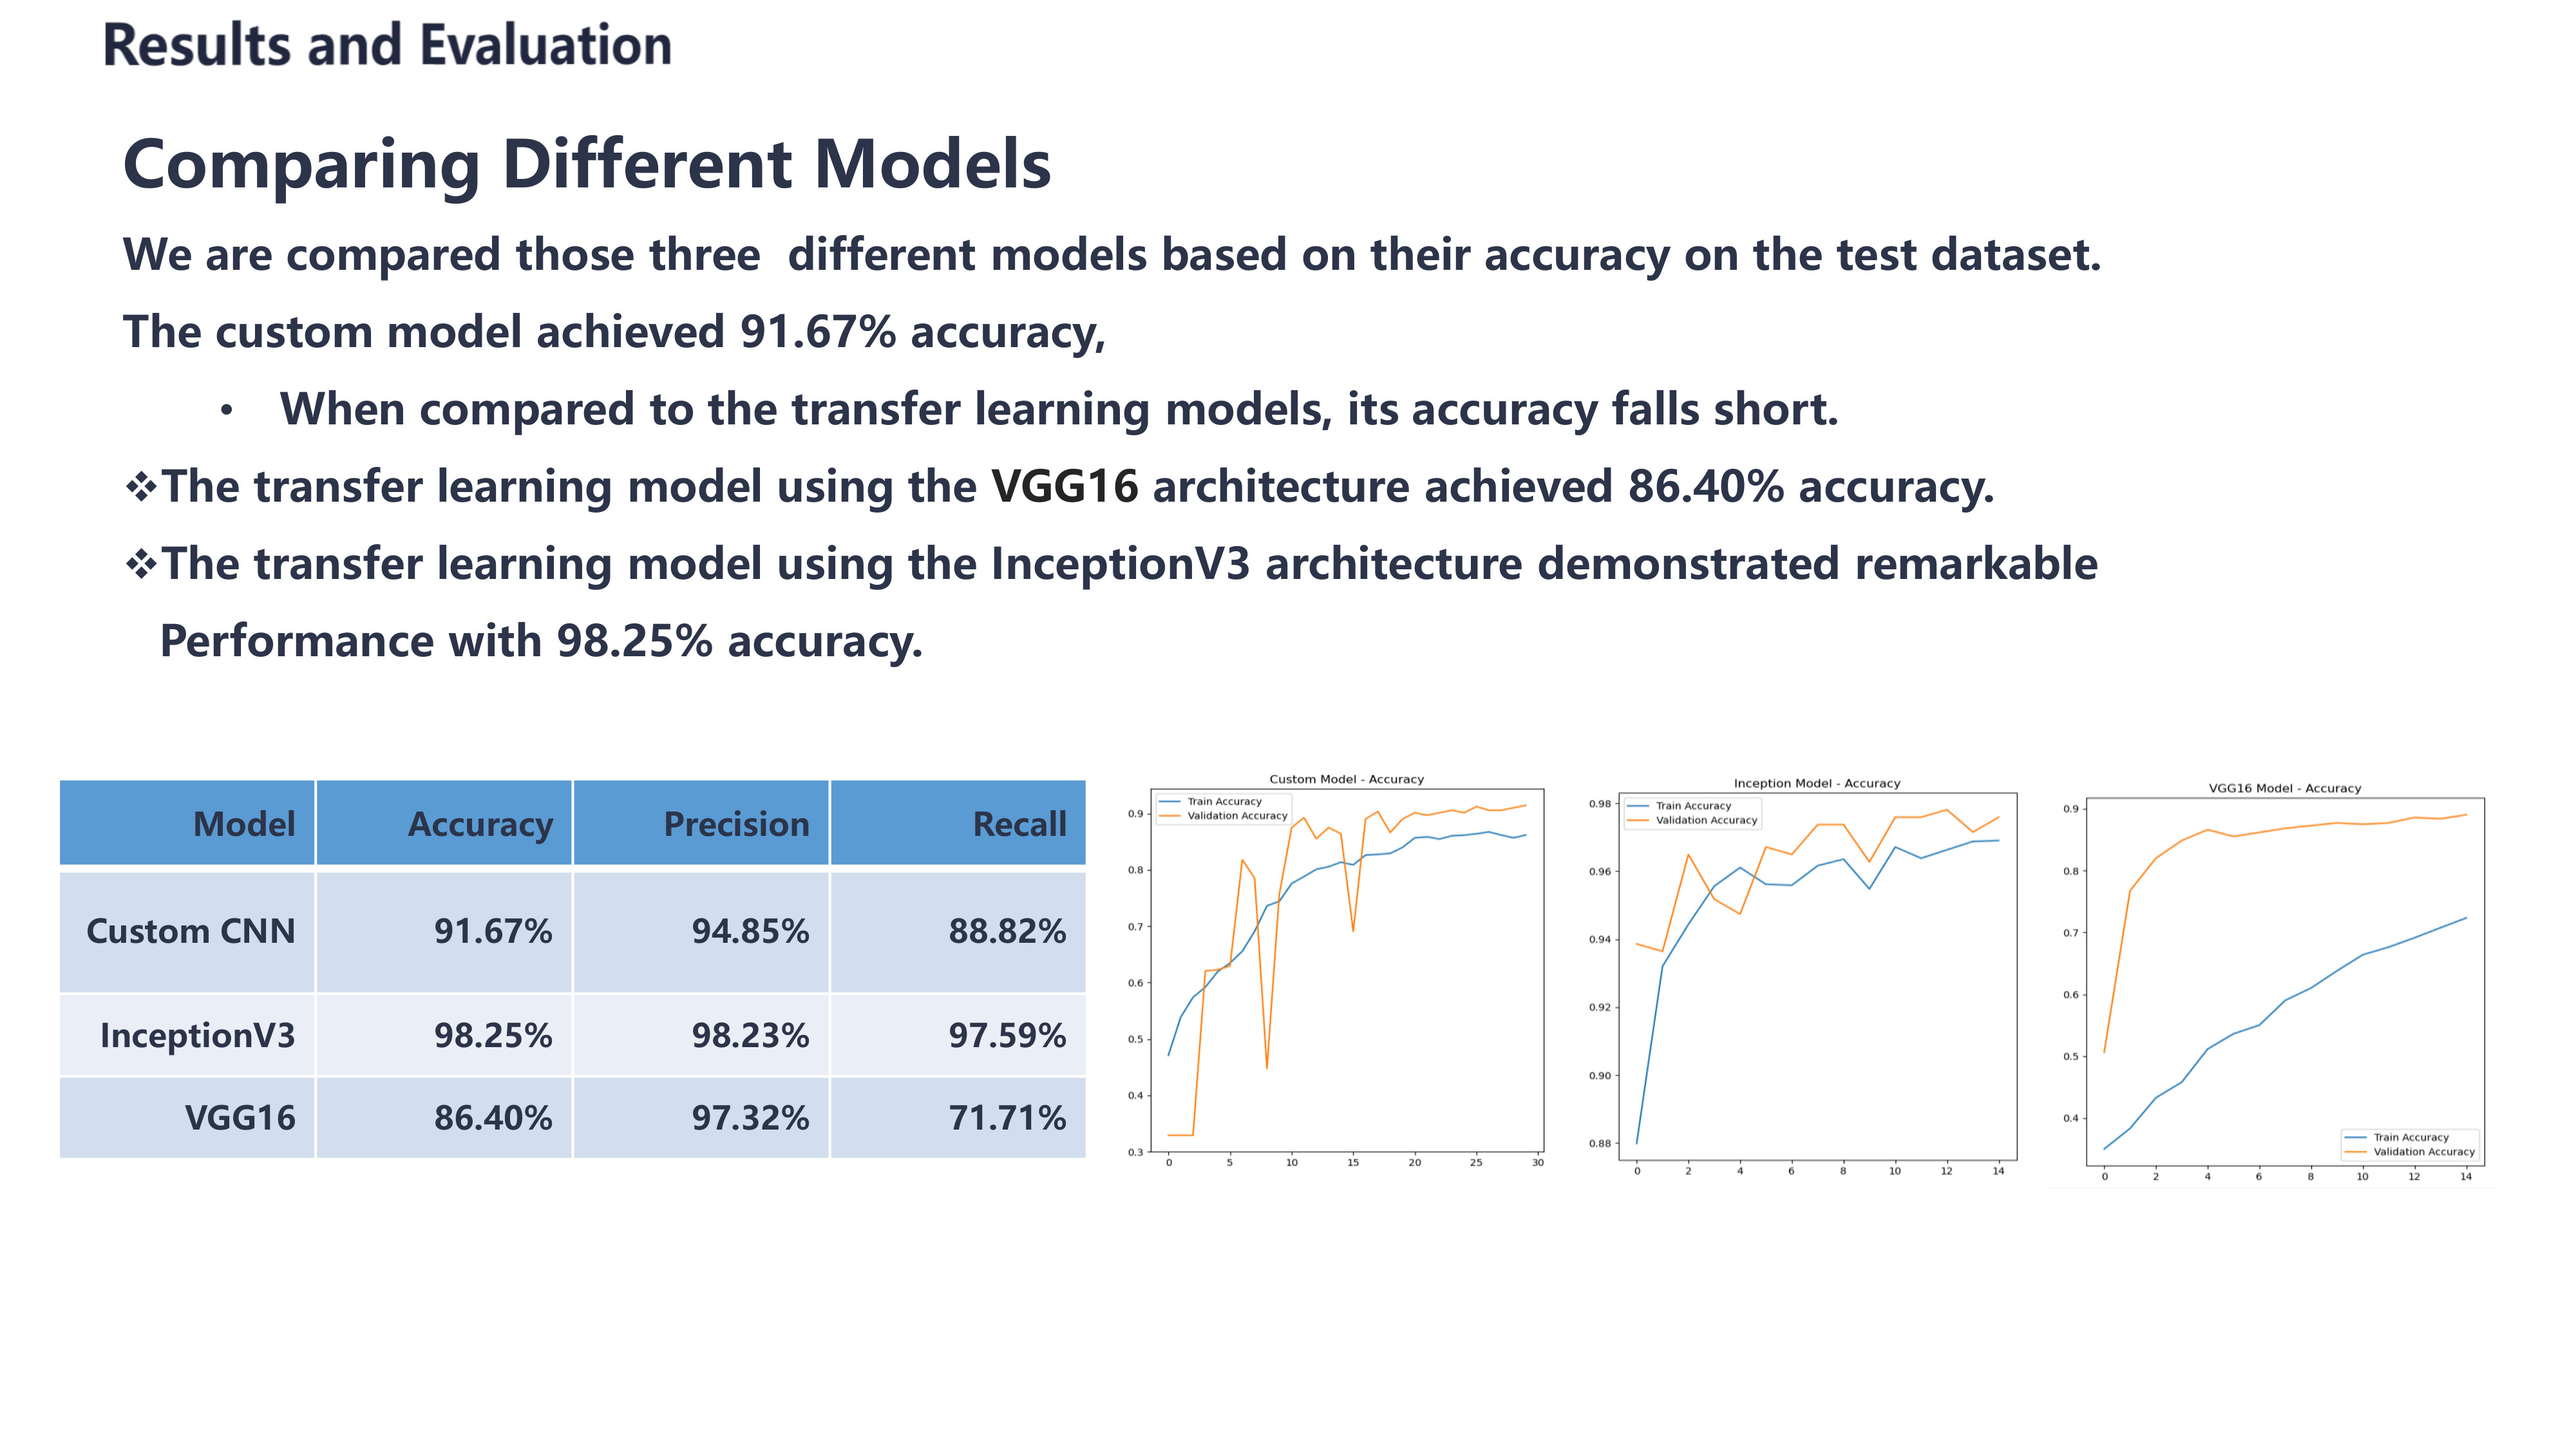 Results and Evaluation
Comparing Different Models
We are compared those three  different models based on their accuracy on the test dataset.
The custom model achieved 91.67% accuracy,
• When compared to the transfer learning models, its accuracy falls short.
❖The transfer learning model using the VGG16 architecture achieved 86.40% accuracy.
❖The transfer learning model using the InceptionV3 architecture demonstrated remarkable
Performance with 98.25% accuracy.
Model Accuracy Precision Recall
Custom CNN 91.67% 94.85% 88.82%
InceptionV3 98.25% 98.23% 97.59%
VGG16 86.40% 97.32% 71.71%
Custom Model - Accuracy
Train Accuracy
Validation Accuracy
0.9
0.8
0.7
0.6
0.5
0.4
0.3
0 5 10 15 20 25 30
Inception Model - Accuracy
Train Accuracy
Validation Accuracy
0.98
0.96
0.94
0.92
0.90
0.88
0 2 4 6 8 10 12 14
VGG16 Model - Accuracy
0.9
0.8
0.7
0.6
0.5
0.4
Train Accuracy
Validation Accuracy
0 2 4 6 8 10 12 14